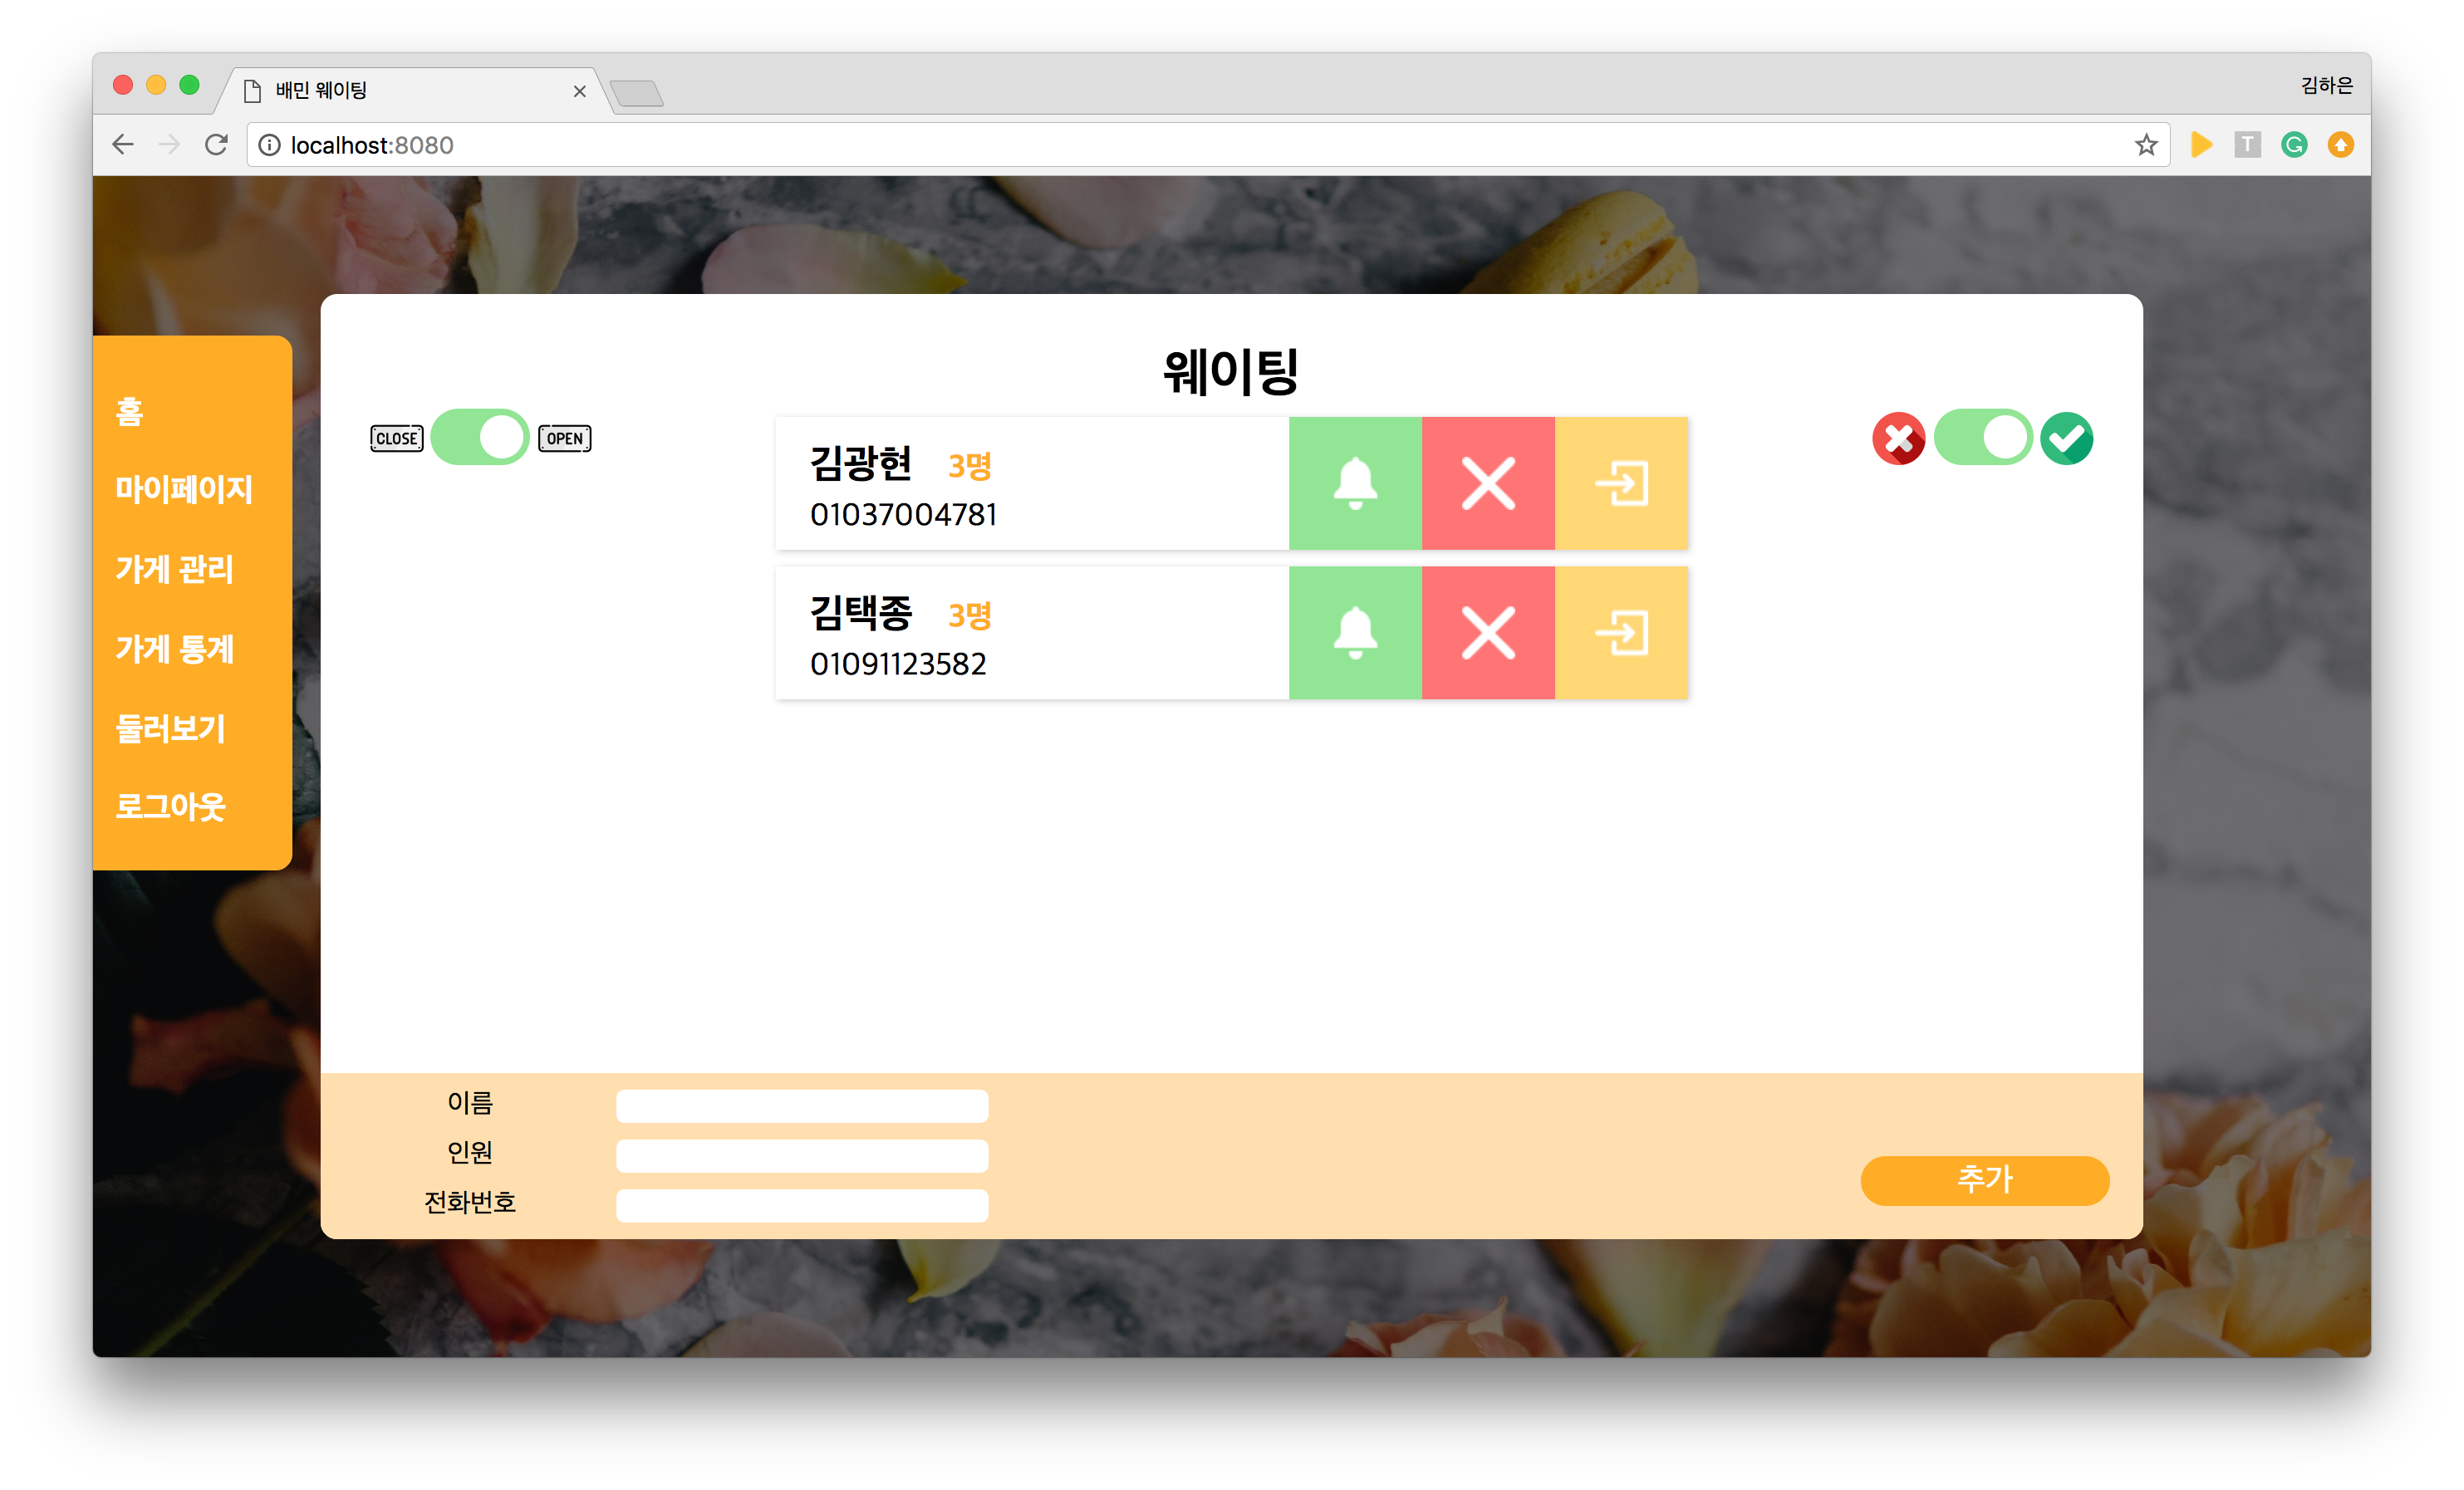 배민 웨이팅
김하은
localhost:8080
T
G
홈
마이페이지
가게 관리
가게 통계
둘러보기
로그아웃
웨이팅
CLOSE
OPEN
김광현 3명
01037004781
김택종 3명
01091123582
이름
인원
전화번호
추가